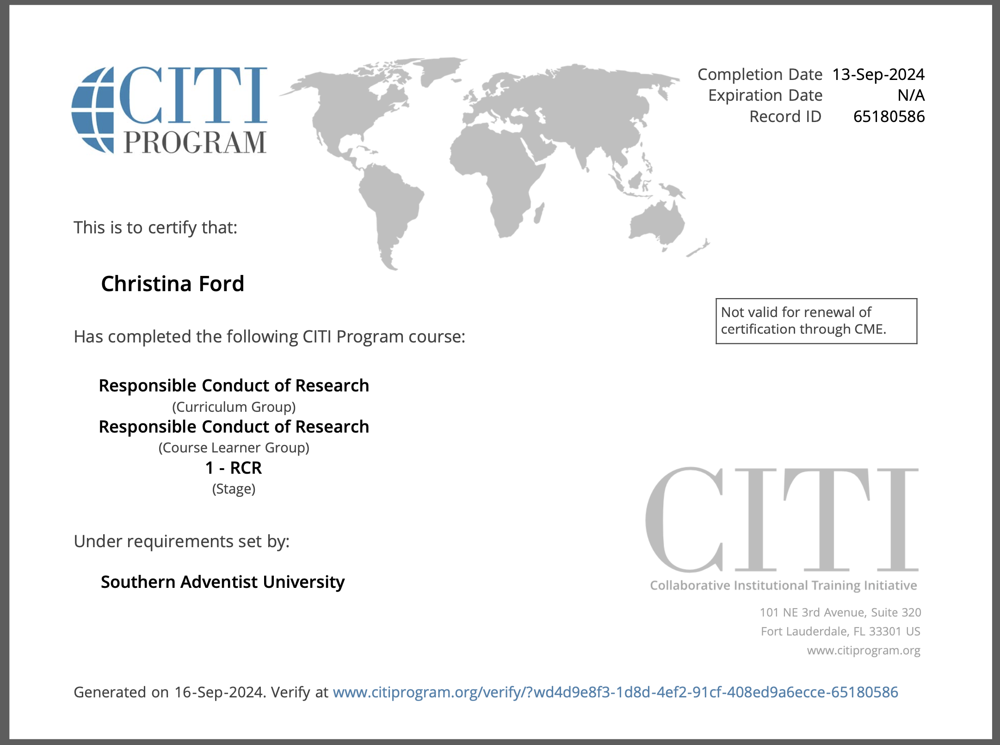 CITI
PROGRAM
Completion Date 13-Sep-2024
Expiration Date N/A
Record ID 65180586
This is to certify that:
Christina Ford
Not valid for renewal of
certification through CME.
Has completed the following CITI Program course:
Responsible Conduct of Research
(Curriculum Group)
Responsible Conduct of Research
(Course Learner Group)
1 - RCR
(Stage)
Under requirements set by:
Southern Adventist University
CITI
Collaborative Institutional Training Initiative
101 NE 3rd Avenue, Suite 320
Fort Lauderdale, FL 33301 US
www.citiprogram.org
Generated on 16-Sep-2024. Verify at www.citiprogram.org/verify/?wd4d9e8f3-1d8d-4ef2-91cf-408ed9a6ecce-65180586